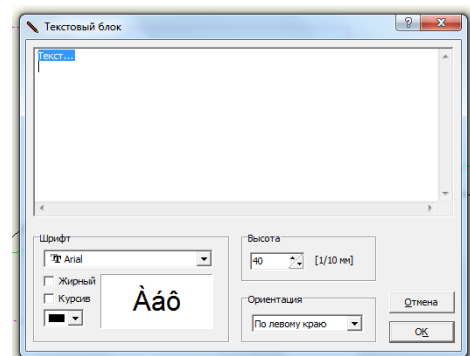 Текстовый блок
Текст...
Шрифт
Arial
Жирный
Курсив
Àáô
Высота
40 [1/10 мм]
Ориентация
По левому краю
Отмена
OK